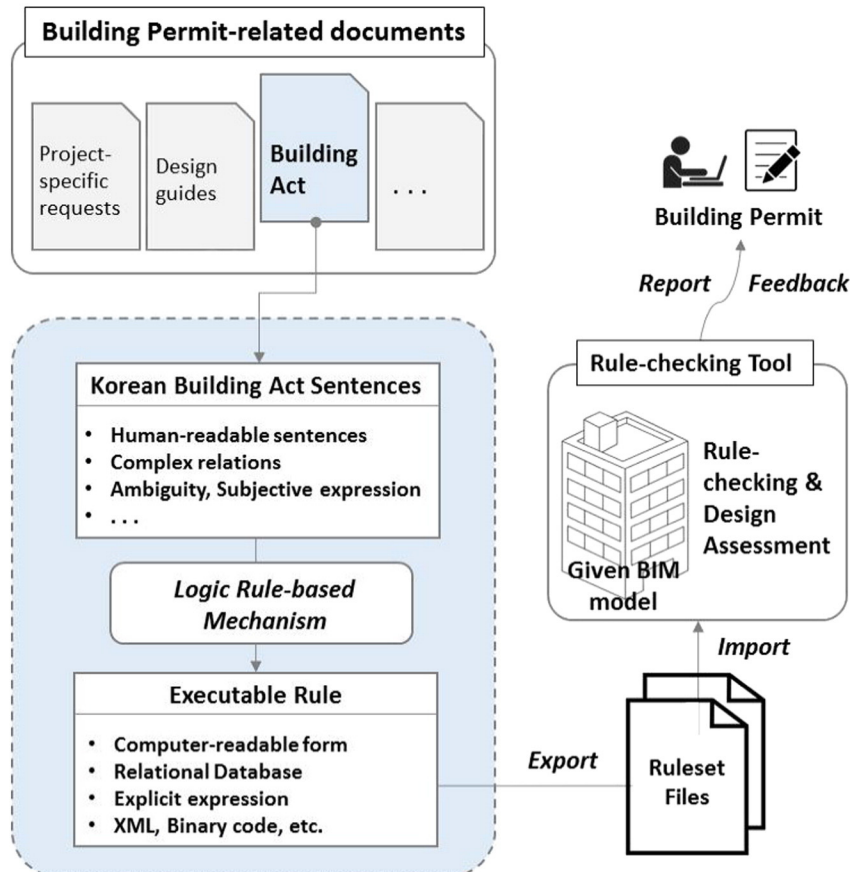 Building Permit-related documents
Project-
specific
requests
Design
guides
Building
Act
. . .
Korean Building Act Sentences
• Human-readable sentences
• Complex relations
• Ambiguity, Subjective expression
• . . .
Logic Rule-based
Mechanism
Executable Rule
• Computer-readable form
• Relational Database
• Explicit expression
• XML, Binary code, etc.
Export
Ruleset
Files
Import
Rule-checking Tool
Rule-
checking &
Design
Assessment
Given BIM
model
Report
Feedback
Building Permit